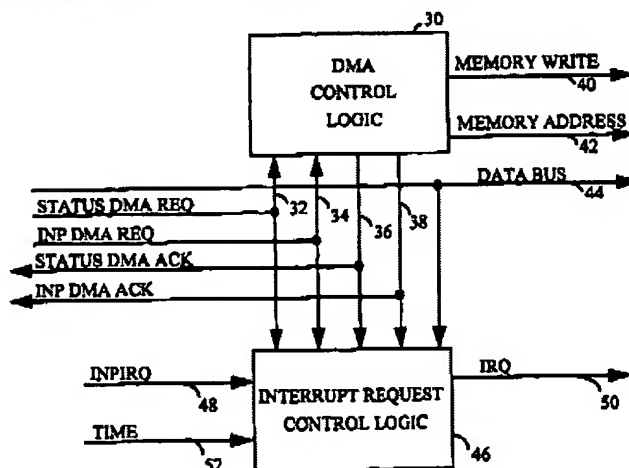 30
DMA
CONTROL
LOGIC
MEMORY WRITE
40
MEMORY ADDRESS
42
DATA BUS
44
STATUS DMA REQ
32
34
36
38
INP DMA REQ
STATUS DMA ACK
INP DMA ACK
INPIRQ
48
INTERRUPT REQUEST
CONTROL LOGIC
IRQ
50
TIME
52
46